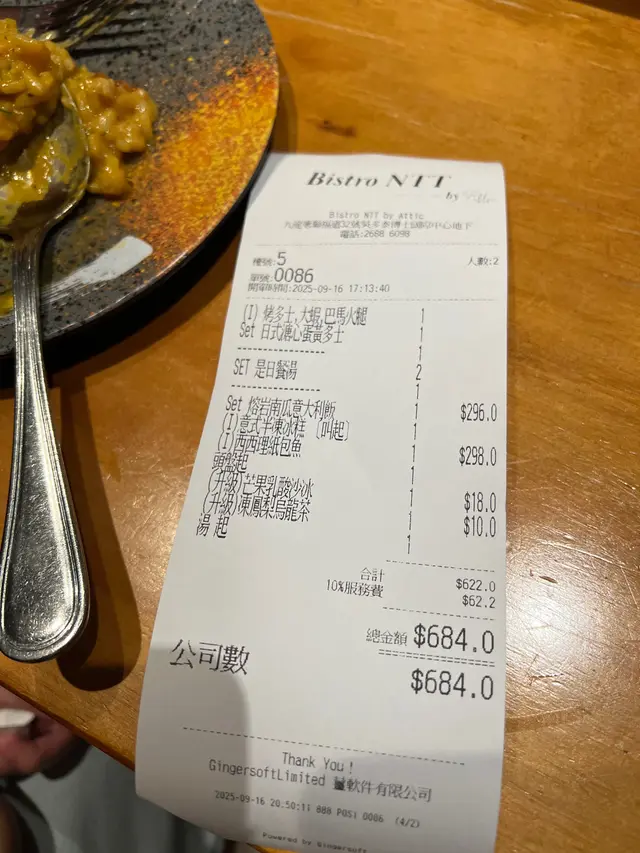 Bistro NTT
by
Bistro NTT by Attic
電話:2688 6098
檯號:5
人數:2
單號:0086
開單時間:2025-09-16 17:13:40
(I) 烤多士,大蝦,巴馬火腿 1
Set 日式溏心蛋黃多士 1
1
SET 是日餐湯 2
1
Set 熔岩南瓜意大利飯 1 $296.0
(I)意式半凍冰糕 [叫起] 1
(I)西西理紙包魚 1 $298.0
頭盤起 1
(升級)芒果乳酸沙冰 1 $18.0
(升級)凍鳳梨烏龍茶 1 $10.0
湯 起 1
合計 $622.0
10%服務費 $62.2
總金額 $684.0
公司數 $684.0
Thank You !
GingersoftLimited 軟件有限公司
2025-09-16 20:50:11 888 POS1 0086 (4/2)
Powered by Gingersoft